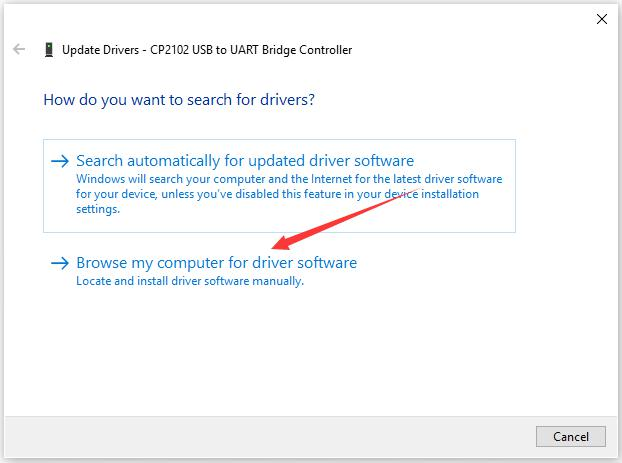 Update Drivers - CP2102 USB to UART Bridge Controller
How do you want to search for drivers?
Search automatically for updated driver software
Windows will search your computer and the Internet for the latest driver software
for your device, unless you've disabled this feature in your device installation
settings.
Browse my computer for driver software
Locate and install driver software manually.
Cancel